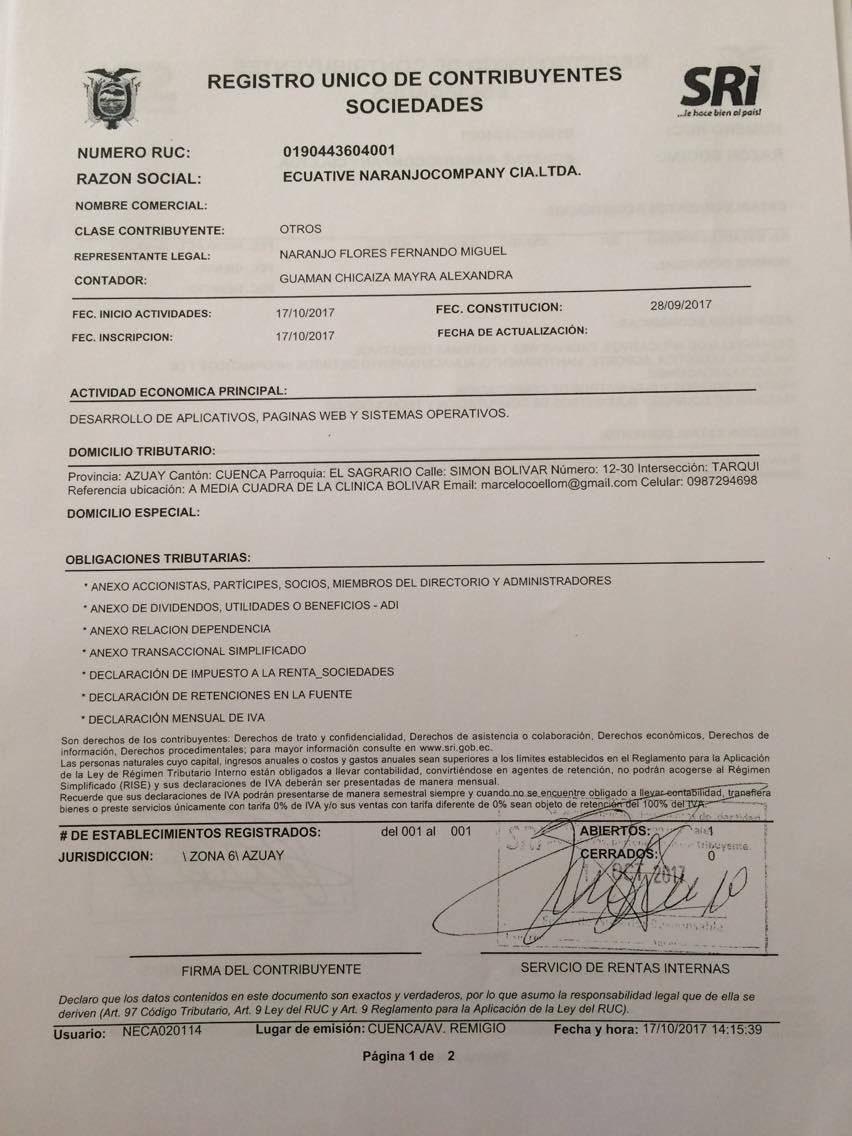 REGISTRO UNICO DE CONTRIBUYENTES
SOCIEDADES
SRi
...le hace bien al país!
NUMERO RUC: 0190443604001
RAZON SOCIAL: ECUATIVE NARANJOCOMPANY CIA.LTDA.
NOMBRE COMERCIAL:
CLASE CONTRIBUYENTE: OTROS
REPRESENTANTE LEGAL: NARANJO FLORES FERNANDO MIGUEL
CONTADOR: GUAMAN CHICAIZA MAYRA ALEXANDRA
FEC. INICIO ACTIVIDADES: 17/10/2017 FEC. CONSTITUCION: 28/09/2017
FEC. INSCRIPCION: 17/10/2017 FECHA DE ACTUALIZACIÓN:
ACTIVIDAD ECONOMICA PRINCIPAL:
DESARROLLO DE APLICATIVOS, PAGINAS WEB Y SISTEMAS OPERATIVOS.
DOMICILIO TRIBUTARIO:
Provincia: AZUAY Cantón: CUENCA Parroquia: EL SAGRARIO Calle: SIMON BOLIVAR Número: 12-30 Intersección: TARQUI
Referencia ubicación: A MEDIA CUADRA DE LA CLINICA BOLIVAR Email: marcelocoellom@gmail.com Celular: 0987294698
DOMICILIO ESPECIAL:
OBLIGACIONES TRIBUTARIAS:
* ANEXO ACCIONISTAS, PARTÍCIPES, SOCIOS, MIEMBROS DEL DIRECTORIO Y ADMINISTRADORES
* ANEXO DE DIVIDENDOS, UTILIDADES O BENEFICIOS - ADI
* ANEXO RELACION DEPENDENCIA
* ANEXO TRANSACCIONAL SIMPLIFICADO
* DECLARACIÓN DE IMPUESTO A LA RENTA_SOCIEDADES
* DECLARACIÓN DE RETENCIONES EN LA FUENTE
* DECLARACIÓN MENSUAL DE IVA
Son derechos de los contribuyentes: Derechos de trato y confidencialidad, Derechos de asistencia o colaboración, Derechos económicos, Derechos de
información, Derechos procedimentales; para mayor información consulte en www.sri.gob.ec.
Las personas naturales cuyo capital, ingresos anuales o costos y gastos anuales sean superiores a los limites establecidos en el Reglamento para la Aplicación
de la Ley de Régimen Tributario Interno están obligados a llevar contabilidad, convirtiéndose en agentes de retención, no podrán acogerse al Régimen
Simplificado (RISE) y sus declaraciones de IVA deberán ser presentadas de manera mensual.
Recuerde que sus declaraciones de IVA podrán presentarse de manera semestral siempre y cuando no se encuentre obligado a llevar contabilidad, transfiera
bienes o preste servicios únicamente con tarifa 0% de IVA y/o sus ventas con tarifa diferente de 0% sean objeto de retención del 100% del IVA.
# DE ESTABLECIMIENTOS REGISTRADOS: del 001 al 001 ABIERTOS: 1
JURISDICCION: \ ZONA 6\ AZUAY CERRADOS: 0
OCT 2017
FIRMA DEL CONTRIBUYENTE SERVICIO DE RENTAS INTERNAS
Declaro que los datos contenidos en este documento son exactos y verdaderos, por lo que asumo la responsabilidad legal que de ella se
deriven (Art. 97 Código Tributario, Art. 9 Ley del RUC y Art. 9 Reglamento para la Aplicación de la Ley del RUC).
Usuario: NECA020114 Lugar de emisión: CUENCA/AV. REMIGIO Fecha y hora: 17/10/2017 14:15:39
Página 1 de 2